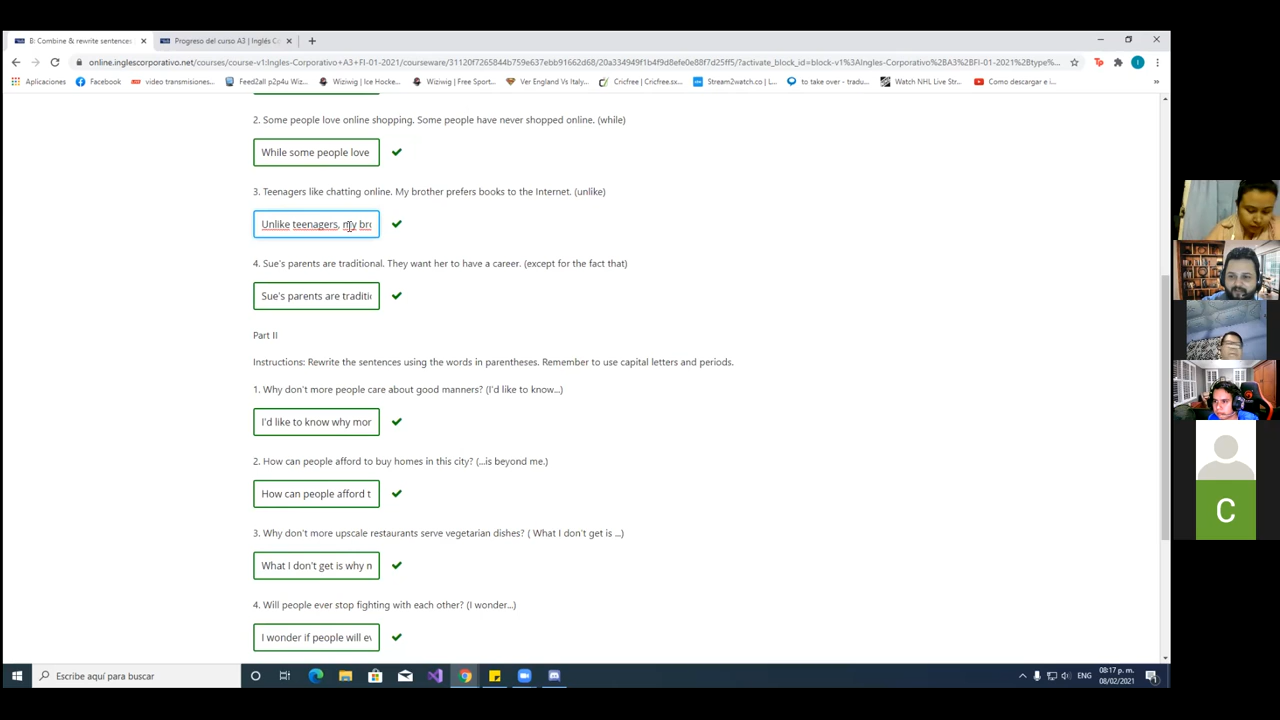 B: Combine & rewrite sentences
Progreso del curso A3 | Inglés C
online.inglescorporativo.net/courses/course-v1:Ingles-Corporativo+A3+FI-01-2021/courseware/31120f7265844b759e637ebb91662d68/20a334949f1b4f9d8efe0e88f7d25ff5/?activate_block_id=block-v1%3AIngles-Corporativo%2BA3%2BFI-01-2021%2Btype%...
Aplicaciones Facebook video transmisiones... Feed2all p2p4u Wiz... Wiziwig | Ice Hocke... Wiziwig | Free Sport... Ver England Vs Italy... Cricfree | Cricfree.sx... Stream2watch.co | L... to take over - tradu... Watch NHL Live Str... Como descargar e i... »
2. Some people love online shopping. Some people have never shopped online. (while)
While some people love
3. Teenagers like chatting online. My brother prefers books to the Internet. (unlike)
Unlike teenagers, my bro
4. Sue's parents are traditional. They want her to have a career. (except for the fact that)
Sue's parents are traditio
Part II
Instructions: Rewrite the sentences using the words in parentheses. Remember to use capital letters and periods.
1. Why don't more people care about good manners? (I'd like to know...)
I'd like to know why mor
2. How can people afford to buy homes in this city? (...is beyond me.)
How can people afford t
3. Why don't more upscale restaurants serve vegetarian dishes? ( What I don't get is ...)
What I don't get is why m
4. Will people ever stop fighting with each other? (I wonder...)
I wonder if people will ev
C
Escribe aquí para buscar
ENG
08:17 p. m.
08/02/2021